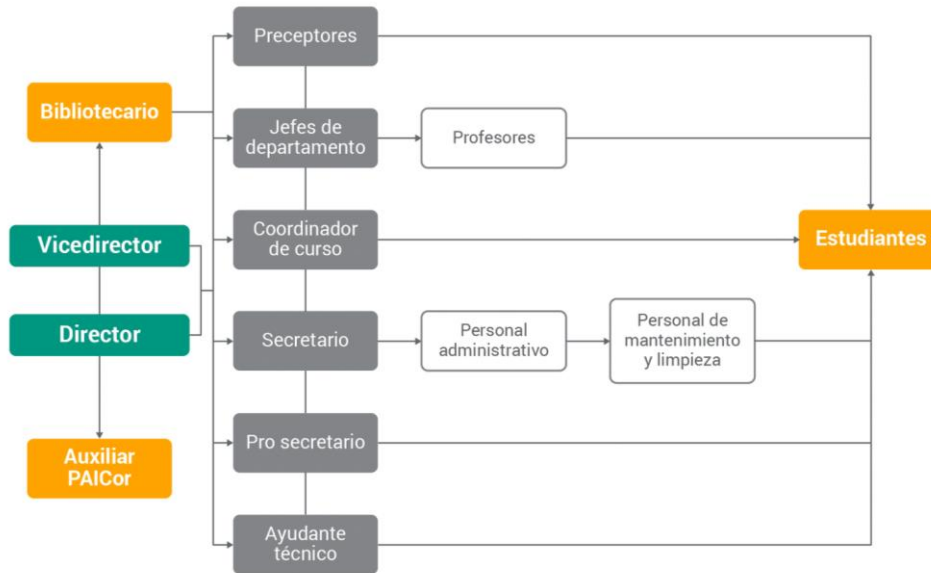 Preceptores
Bibliotecario
Jefes de
departamento
Profesores
Vicedirector
Coordinador
de curso
Estudiantes
Director
Secretario
Personal
administrativo
Personal de
mantenimiento
y limpieza
Auxiliar
PAICor
Pro secretario
Ayudante
técnico